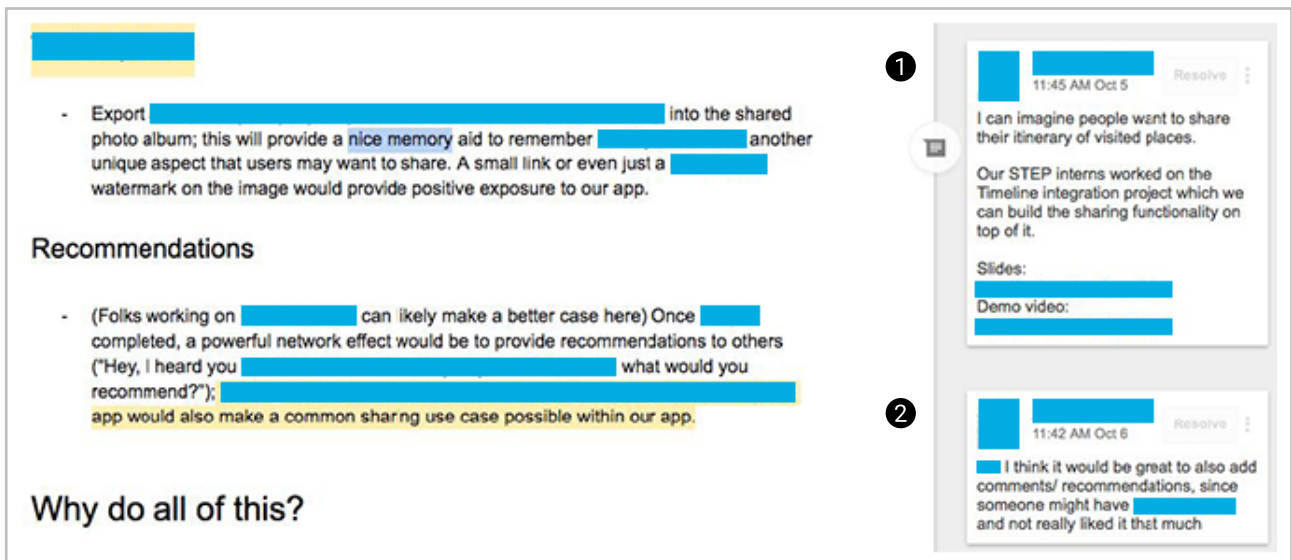 - Export into the shared
photo album; this will provide a nice memory aid to remember another
unique aspect that users may want to share. A small link or even just a
watermark on the image would provide positive exposure to our app.
Recommendations
- (Folks working on can likely make a better case here) Once
completed, a powerful network effect would be to provide recommendations to others
("Hey, I heard you what would you
recommend?");
app would also make a common sharing use case possible within our app.
Why do all of this?
1
Resolve
11:45 AM Oct 5
I can imagine people want to share
their itinerary of visited places.
Our STEP interns worked on the
Timeline integration project which we
can build the sharing functionality on
top of it.
Slides:
Demo video:
2
Resolve
11:42 AM Oct 6
I think it would be great to also add
comments/ recommendations, since
someone might have
and not really liked it that much